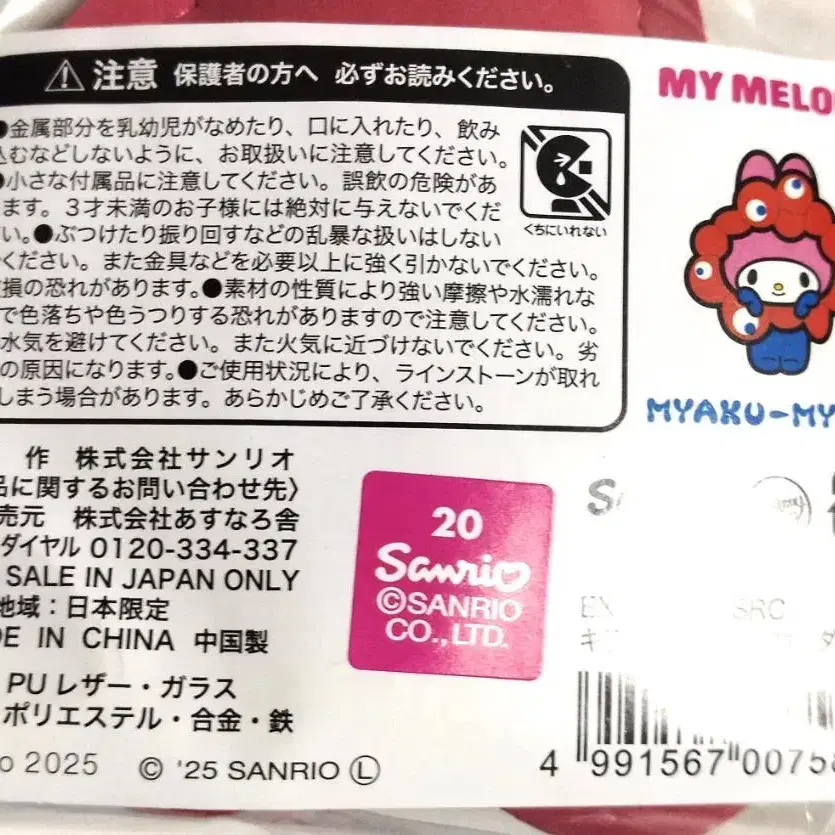 注意 保護者の方へ 必ずお読みください。
●金属部分を乳幼児がなめたり、口に入れたり、飲み
込むなどしないように、お取扱いに注意してください。
●小さな付属品に注意してください。誤飲の危険があ
ます。3才未満のお子様には絶対に与えないでくだ
い。●ぶつけたり振り回すなどの乱暴な扱いはしない
でください。また金具などを必要以上に強く引かないでください。
損の恐れがあります。●素材の性質により強い摩擦や水濡れな
で色落ちや色うつりする恐れがありますので注意してください。
水気を避けてください。また火気に近づけないでください。劣
の原因になります。●ご使用状況により、ラインストーンが取れ
しまう場合があります。あらかじめご了承ください。
くちにいれない
MY MELO
MYAKU-MY
作 株式会社サンリオ
品に関するお問い合わせ先〉
売元 株式会社あすなろ舎
ダイヤル 0120-334-337
SALE IN JAPAN ONLY
地域:日本限定
DE IN CHINA 中国製
PUレザー・ガラス
ポリエステル・合金・鉄
o 2025 © '25 SANRIO Ⓛ
20
Sanrio
©SANRIO
CO., LTD.
SRC
4 991567 00758